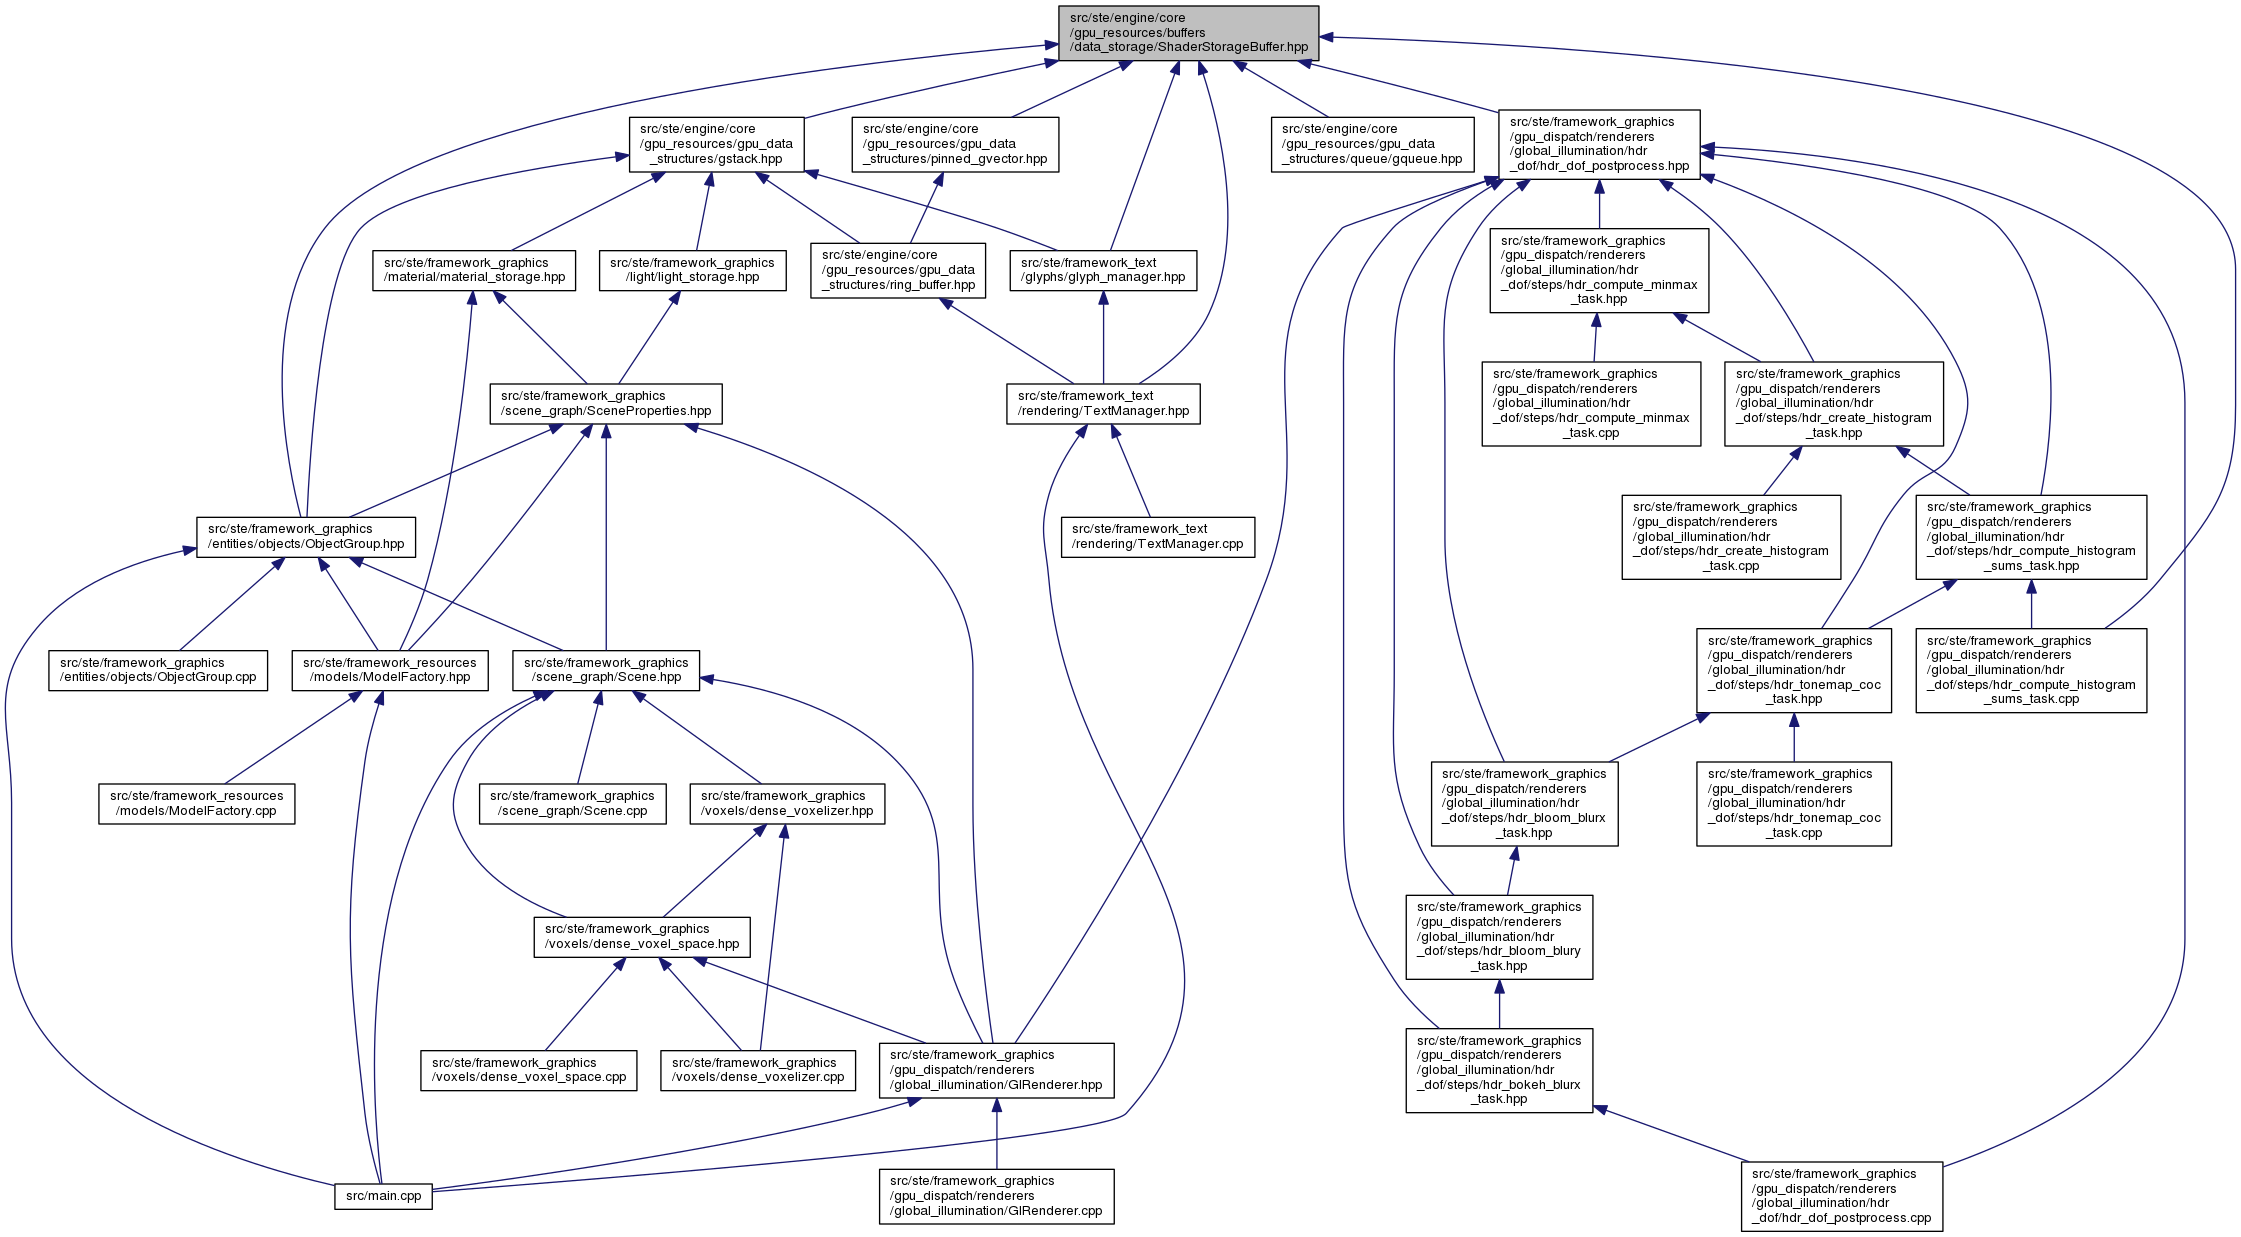 src/ste/engine/core
/gpu_resources/buffers
/data_storage/ShaderStorageBuffer.hpp
src/ste/engine/core
/gpu_resources/gpu_data
_structures/gstack.hpp
src/ste/engine/core
/gpu_resources/gpu_data
_structures/pinned_gvector.hpp
src/ste/engine/core
/gpu_resources/gpu_data
_structures/queue/gqueue.hpp
src/ste/framework_graphics
/gpu_dispatch/renderers
/global_illumination/hdr
_dof/hdr_dof_postprocess.hpp
src/ste/framework_graphics
/material/material_storage.hpp
src/ste/framework_graphics
/light/light_storage.hpp
src/ste/engine/core
/gpu_resources/gpu_data
_structures/ring_buffer.hpp
src/ste/framework_text
/glyphs/glyph_manager.hpp
src/ste/framework_graphics
/gpu_dispatch/renderers
/global_illumination/hdr
_dof/steps/hdr_compute_minmax
_task.hpp
src/ste/framework_graphics
/scene_graph/SceneProperties.hpp
src/ste/framework_text
/rendering/TextManager.hpp
src/ste/framework_graphics
/gpu_dispatch/renderers
/global_illumination/hdr
_dof/steps/hdr_compute_minmax
_task.cpp
src/ste/framework_graphics
/gpu_dispatch/renderers
/global_illumination/hdr
_dof/steps/hdr_create_histogram
_task.hpp
src/ste/framework_graphics
/entities/objects/ObjectGroup.hpp
src/ste/framework_text
/rendering/TextManager.cpp
src/ste/framework_graphics
/gpu_dispatch/renderers
/global_illumination/hdr
_dof/steps/hdr_create_histogram
_task.cpp
src/ste/framework_graphics
/gpu_dispatch/renderers
/global_illumination/hdr
_dof/steps/hdr_compute_histogram
_sums_task.hpp
src/ste/framework_graphics
/entities/objects/ObjectGroup.cpp
src/ste/framework_resources
/models/ModelFactory.hpp
src/ste/framework_graphics
/scene_graph/Scene.hpp
src/ste/framework_graphics
/gpu_dispatch/renderers
/global_illumination/hdr
_dof/steps/hdr_tonemap_coc
_task.hpp
src/ste/framework_graphics
/gpu_dispatch/renderers
/global_illumination/hdr
_dof/steps/hdr_compute_histogram
_sums_task.cpp
src/ste/framework_resources
/models/ModelFactory.cpp
src/ste/framework_graphics
/scene_graph/Scene.cpp
src/ste/framework_graphics
/voxels/dense_voxelizer.hpp
src/ste/framework_graphics
/gpu_dispatch/renderers
/global_illumination/hdr
_dof/steps/hdr_bloom_blurx
_task.hpp
src/ste/framework_graphics
/gpu_dispatch/renderers
/global_illumination/hdr
_dof/steps/hdr_tonemap_coc
_task.cpp
src/ste/framework_graphics
/voxels/dense_voxel_space.hpp
src/ste/framework_graphics
/gpu_dispatch/renderers
/global_illumination/hdr
_dof/steps/hdr_bloom_blury
_task.hpp
src/ste/framework_graphics
/voxels/dense_voxel_space.cpp
src/ste/framework_graphics
/voxels/dense_voxelizer.cpp
src/ste/framework_graphics
/gpu_dispatch/renderers
/global_illumination/GIRenderer.hpp
src/ste/framework_graphics
/gpu_dispatch/renderers
/global_illumination/hdr
_dof/steps/hdr_bokeh_blurx
_task.hpp
src/main.cpp
src/ste/framework_graphics
/gpu_dispatch/renderers
/global_illumination/GIRenderer.cpp
src/ste/framework_graphics
/gpu_dispatch/renderers
/global_illumination/hdr
_dof/hdr_dof_postprocess.cpp